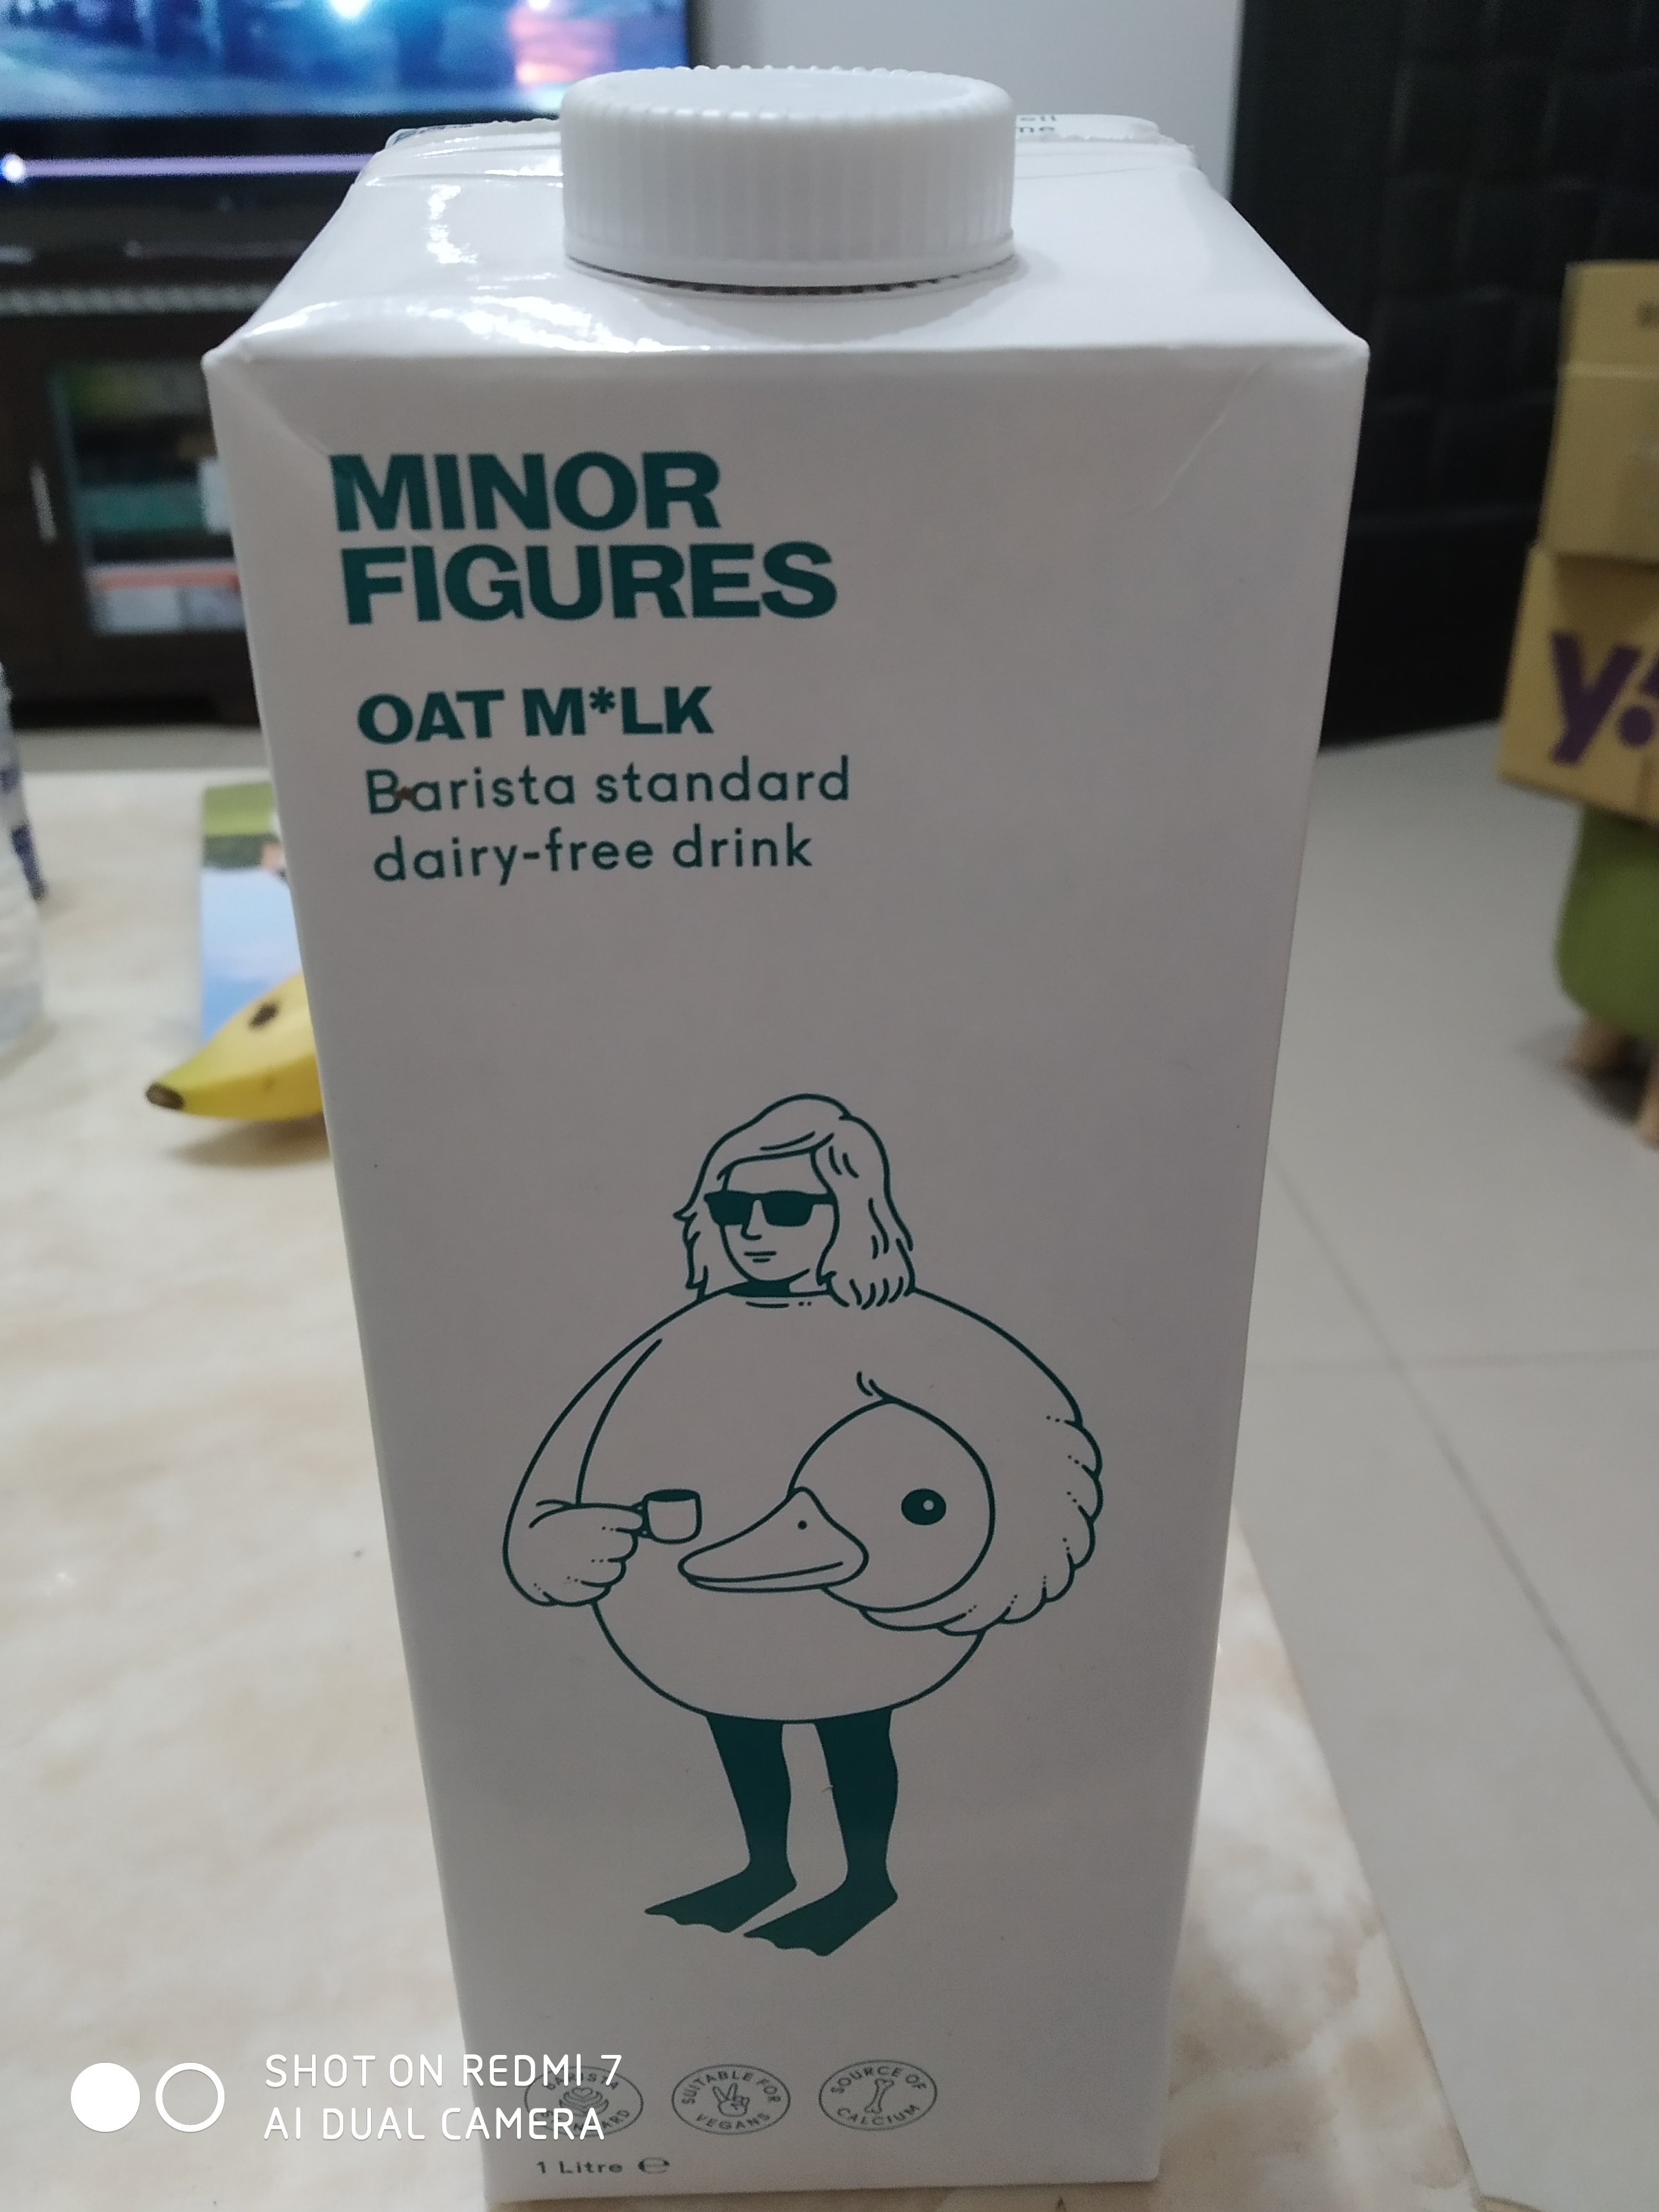 MINOR
FIGURES
OAT M*LK
Barista standard
dairy-free drink
SUITABLE FOR
VEGANS
SOURCE OF
CALCIUM
1 Litre ℮
SHOT ON REDMI 7
AI DUAL CAMERA